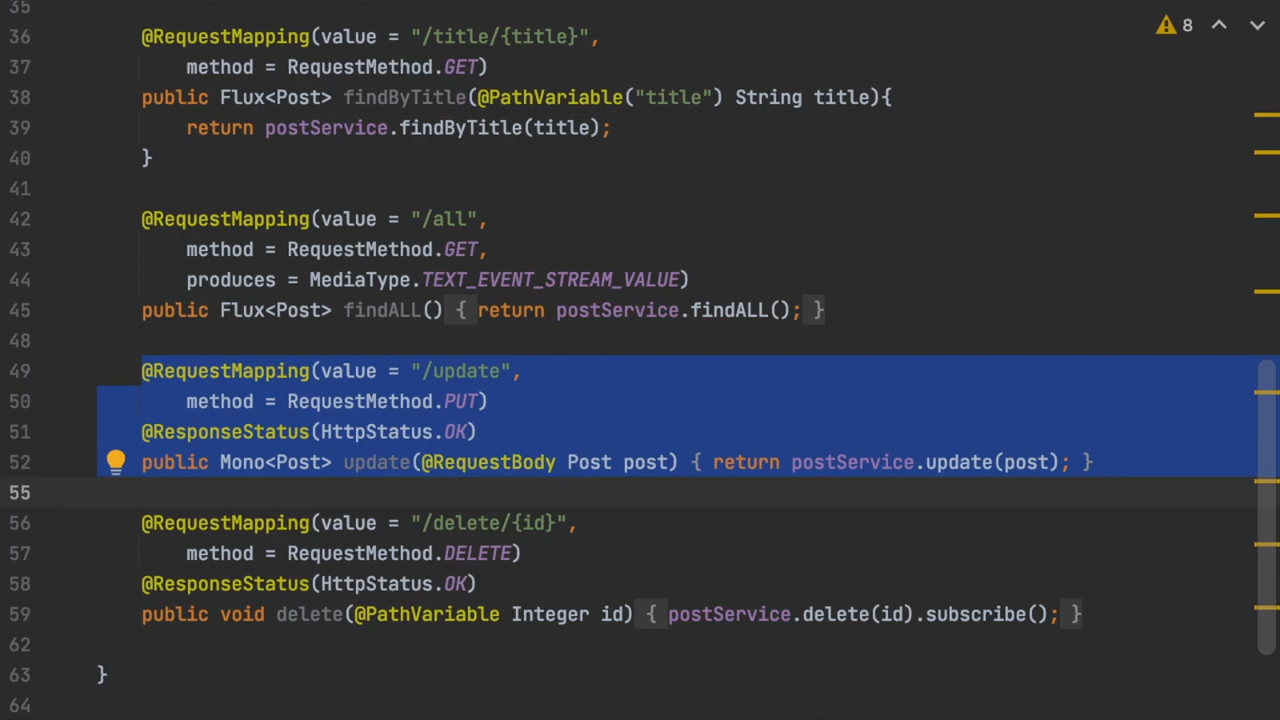 35
8
36 @RequestMapping(value = "/title/{title}",
37 method = RequestMethod.GET)
38 public Flux<Post> findByTitle(@PathVariable("title") String title){
39 return postService.findByTitle(title);
40 }
41
42 @RequestMapping(value = "/all",
43 method = RequestMethod.GET,
44 produces = MediaType.TEXT_EVENT_STREAM_VALUE)
45 public Flux<Post> findALL() { return postService.findALL(); }
48
49 @RequestMapping(value = "/update",
50 method = RequestMethod.PUT)
51 @ResponseStatus(HttpStatus.OK)
52 public Mono<Post> update(@RequestBody Post post) { return postService.update(post); }
55
56 @RequestMapping(value = "/delete/{id}",
57 method = RequestMethod.DELETE)
58 @ResponseStatus(HttpStatus.OK)
59 public void delete(@PathVariable Integer id) { postService.delete(id).subscribe(); }
62
63 }
64